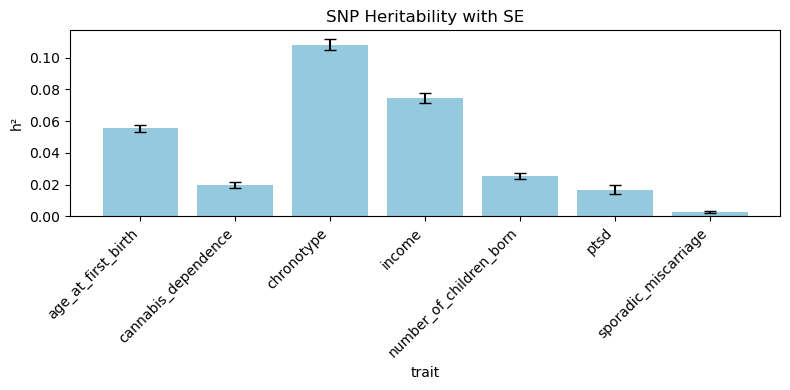 SNP Heritability with SE
h²
0.10
0.08
0.06
0.04
0.02
0.00
age_at_first_birth
cannabis_dependence
chronotype
income
number_of_children_born
ptsd
sporadic_miscarriage
trait